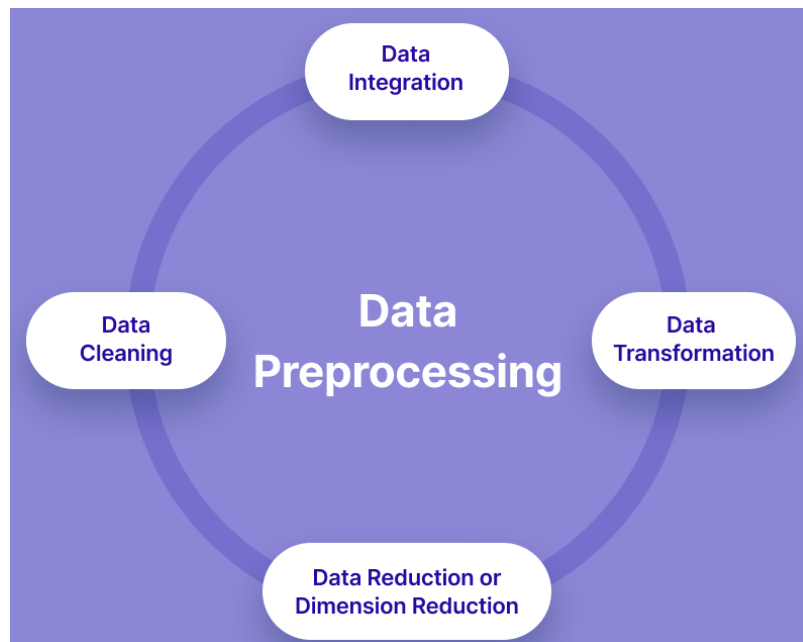 Data
Integration
Data
Cleaning
Data
Preprocessing
Data
Transformation
Data Reduction or
Dimension Reduction